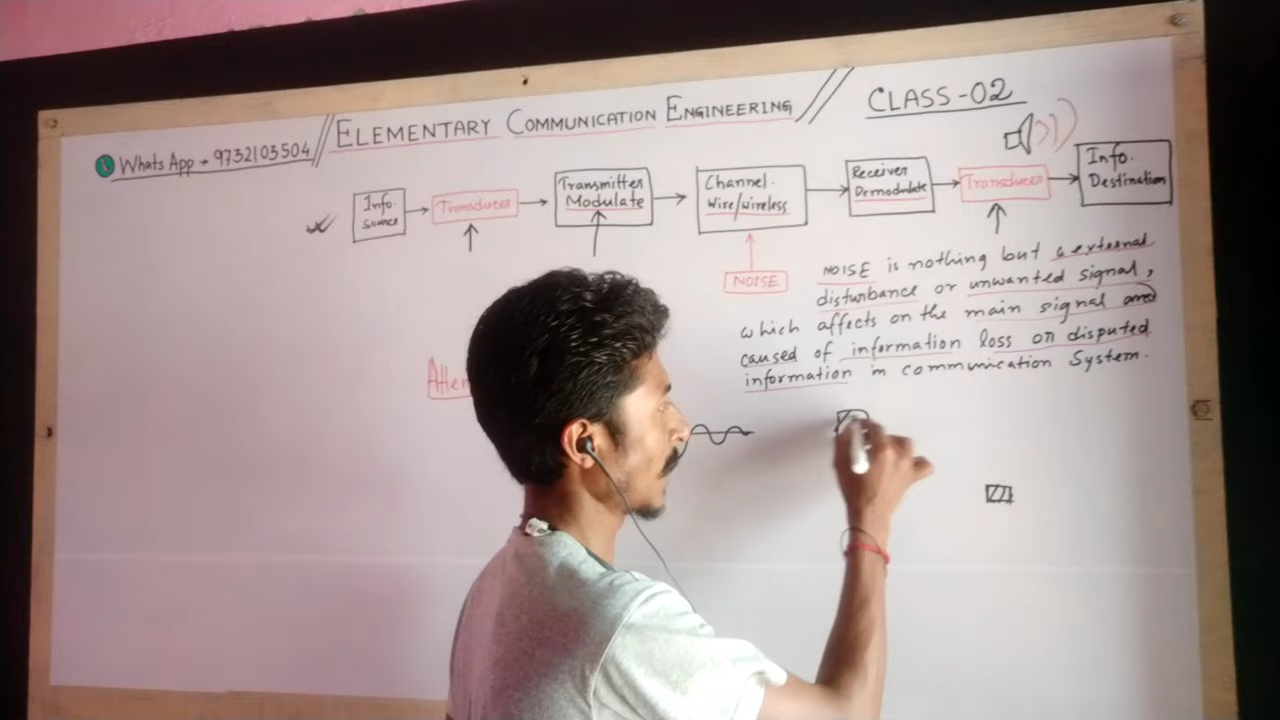 WhatsApp → 9732103504 // ELEMENTARY COMMUNICATION ENGINEERING // CLASS-02
Info. source
Transducer
Transmitter Modulate
Channel. Wire/wireless
Receiver Demodulate
Transducer
Info. Destination
NOISE
NOISE is nothing but a external
disturbance or unwanted signal,
which affects on the main signal and
caused of information loss or disputed
information in communication System.
Atten